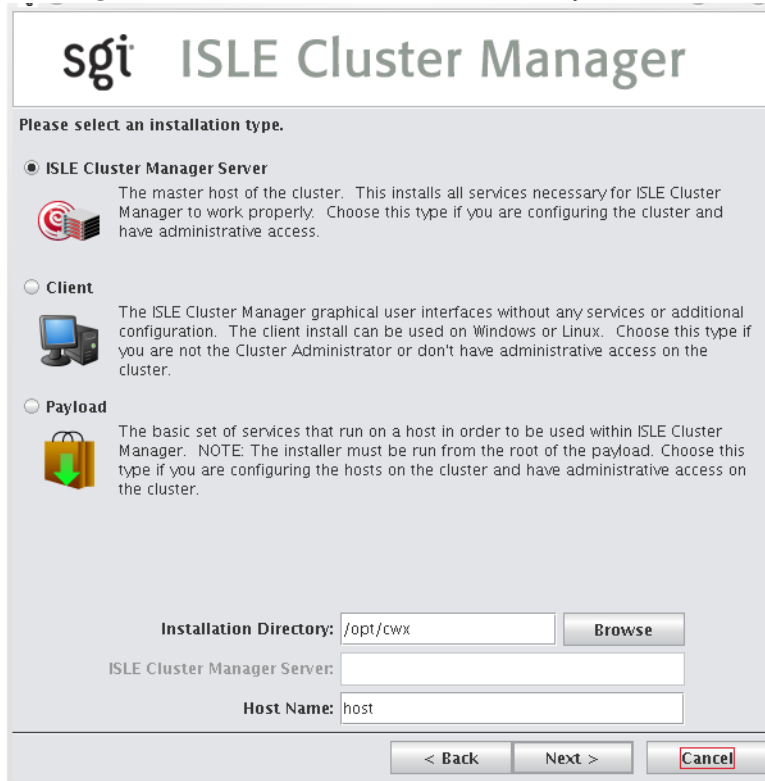 sgi ISLE Cluster Manager
Please select an installation type.
ISLE Cluster Manager Server
The master host of the cluster. This installs all services necessary for ISLE Cluster
Manager to work properly. Choose this type if you are configuring the cluster and
have administrative access.
Client
The ISLE Cluster Manager graphical user interfaces without any services or additional
configuration. The client install can be used on Windows or Linux. Choose this type if
you are not the Cluster Administrator or don't have administrative access on the
cluster.
Payload
The basic set of services that run on a host in order to be used within ISLE Cluster
Manager. NOTE: The installer must be run from the root of the payload. Choose this
type if you are configuring the hosts on the cluster and have administrative access on
the cluster.
Installation Directory: /opt/cwx Browse
ISLE Cluster Manager Server:
Host Name: host
< Back Next > Cancel